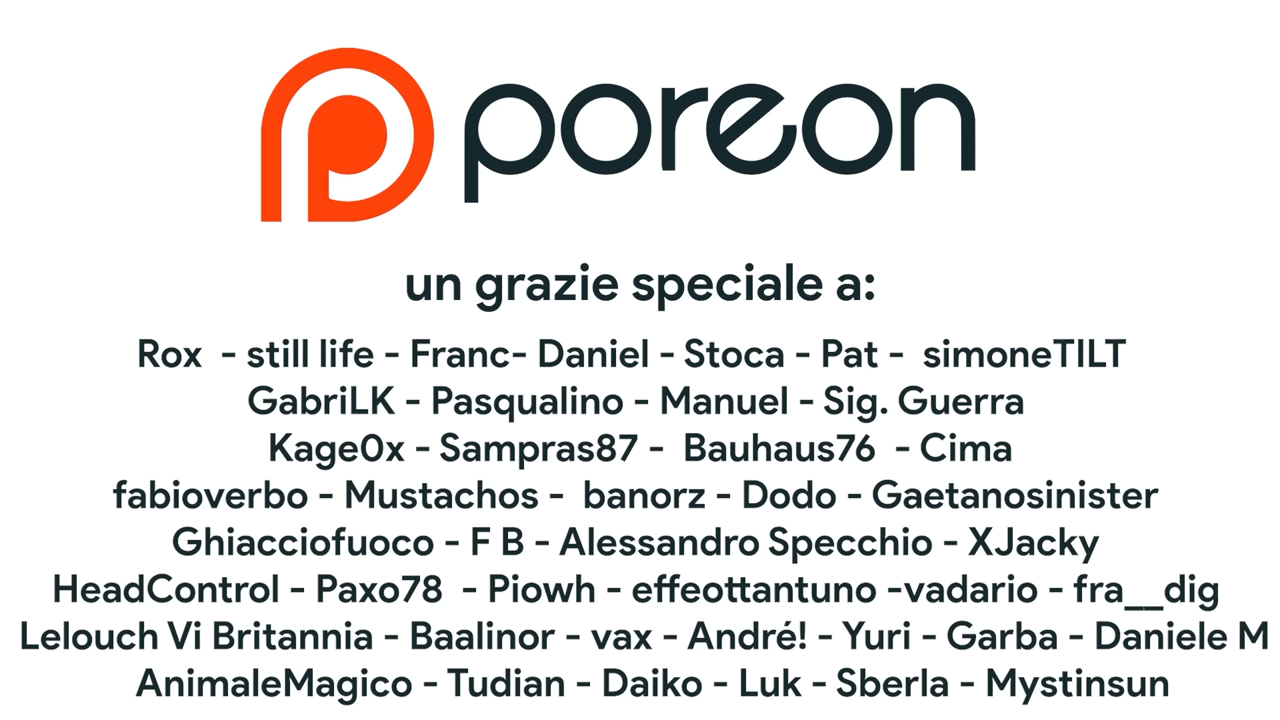 poreon
un grazie speciale a:
Rox - still life - Franc- Daniel - Stoca - Pat - simoneTILT
GabriLK - Pasqualino - Manuel - Sig. Guerra
Kage0x - Sampras87 - Bauhaus76 - Cima
fabioverbo - Mustachos - banorz - Dodo - Gaetanosinister
Ghiacciofuoco - F B - Alessandro Specchio - XJacky
HeadControl - Paxo78 - Piowh - effeottantuno -vadario - fra__dig
Lelouch Vi Britannia - Baalinor - vax - André! - Yuri - Garba - Daniele M
AnimaleMagico - Tudian - Daiko - Luk - Sberla - Mystinsun